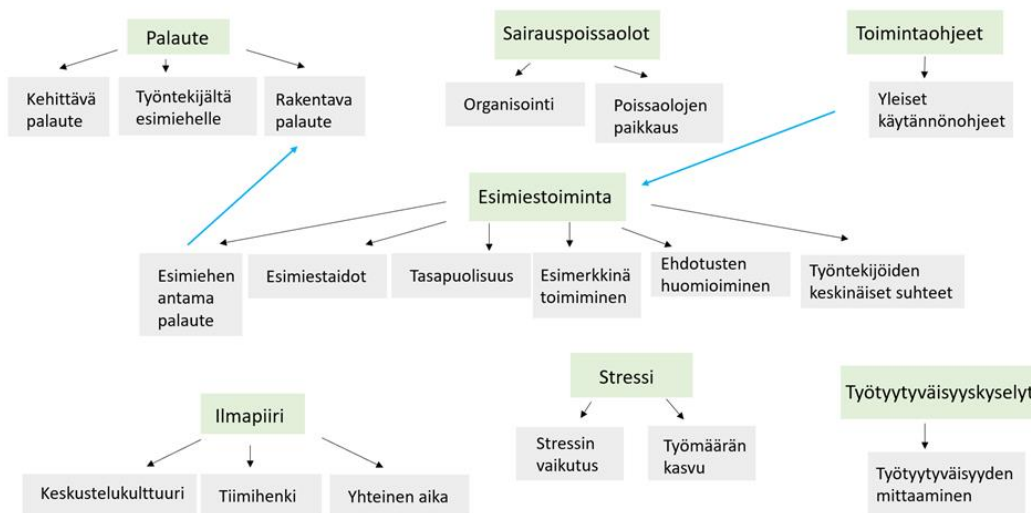 Palaute
Sairauspoissaolot
Toimintaohjeet
Kehittävä
palaute
Työntekijältä
esimiehelle
Rakentava
palaute
Organisointi
Poissaolojen
paikkaus
Yleiset
käytännönohjeet
Esimiestoiminta
Esimiehen
antama
palaute
Esimiestaidot
Tasapuolisuus
Esimerkkinä
toimiminen
Ehdotusten
huomioiminen
Työntekijöiden
keskinäiset suhteet
Ilmapiiri
Stressi
Työtyytyväisyyskyselyt
Keskustelukulttuuri
Tiimihenki
Yhteinen aika
Stressin
vaikutus
Työmäärän
kasvu
Työtyytyväisyyden
mittaaminen